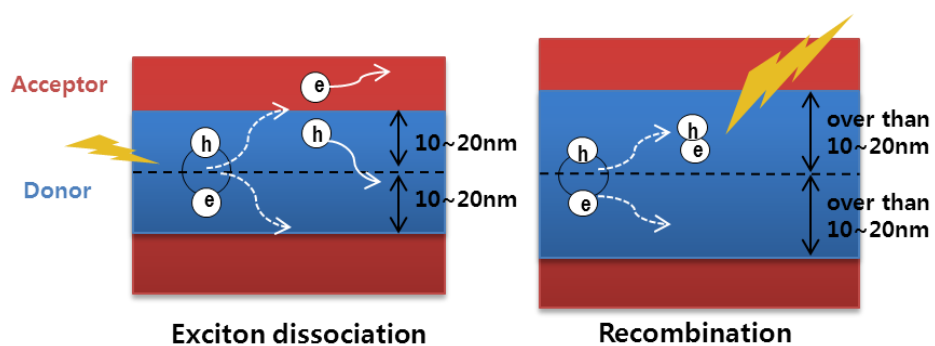 Acceptor
Donor
h
e
e
h
10~20nm
10~20nm
Exciton dissociation
h
e
h
e
over than
10~20nm
over than
10~20nm
Recombination